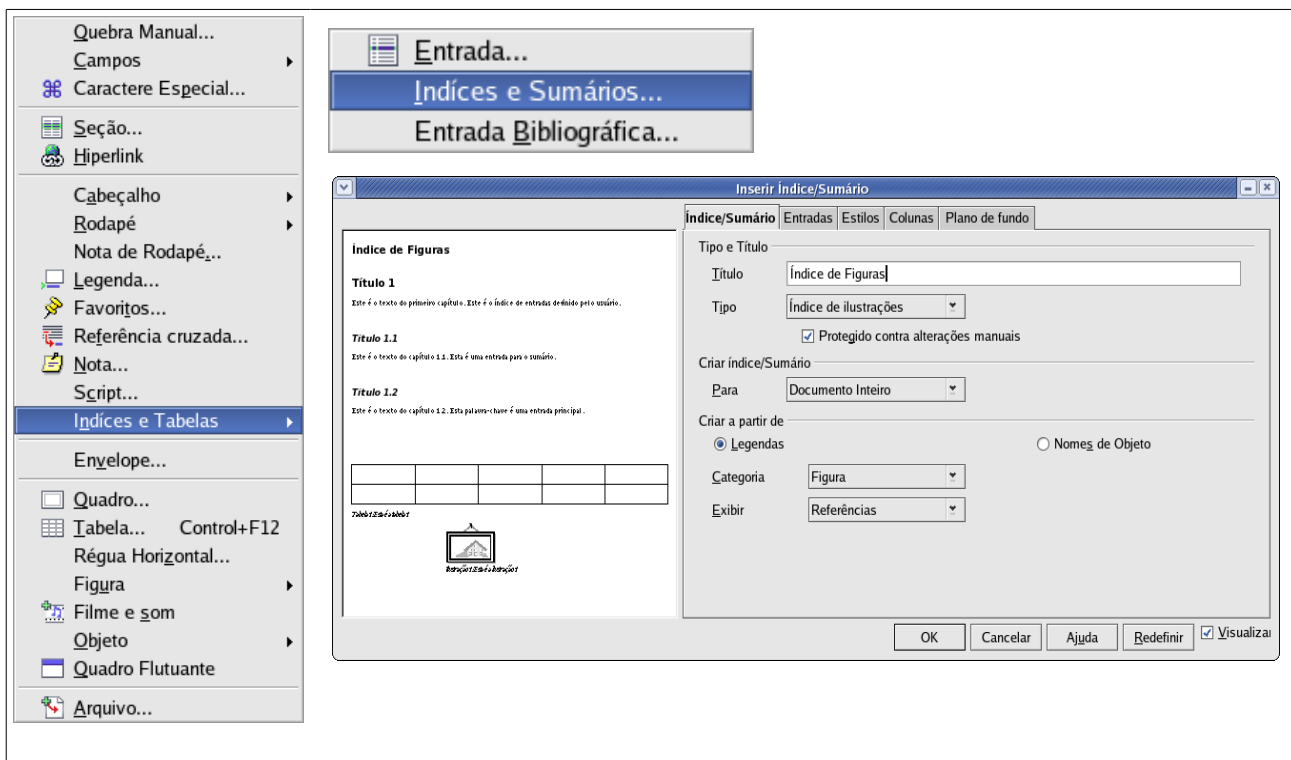 Quebra Manual...
Campos
Caractere Especial...
Seção...
Hiperlink
Cabeçalho
Rodapé
Nota de Rodapé...
Legenda...
Favoritos...
Referência cruzada...
Nota...
Script...
Indíces e Tabelas
Envelope...
Quadro...
Tabela... Control+F12
Régua Horizontal...
Figura
Filme e som
Objeto
Quadro Flutuante
Arquivo...
Entrada...
Indíces e Sumários...
Entrada Bibliográfica...
Inserir Índice/Sumário
Índice/Sumário Entradas Estilos Colunas Plano de fundo
Índice de Figuras
Título 1
Este é o texto do primeiro capítulo. Este é o índice de entradas definido pelo usuário.
Título 1.1
Este é o texto do capítulo 1.1. Esta é uma entrada para o sumário.
Título 1.2
Este é o texto do capítulo 1.2. Esta palavra-chave é uma entrada principal.
Tipo e Título
Título Índice de Figuras
Tipo Índice de ilustrações
Protegido contra alterações manuais
Criar índice/Sumário
Para Documento Inteiro
Criar a partir de
Legendas Nomes de Objeto
Categoria Figura
Exibir Referências
OK Cancelar Ajuda Redefinir Visualiza